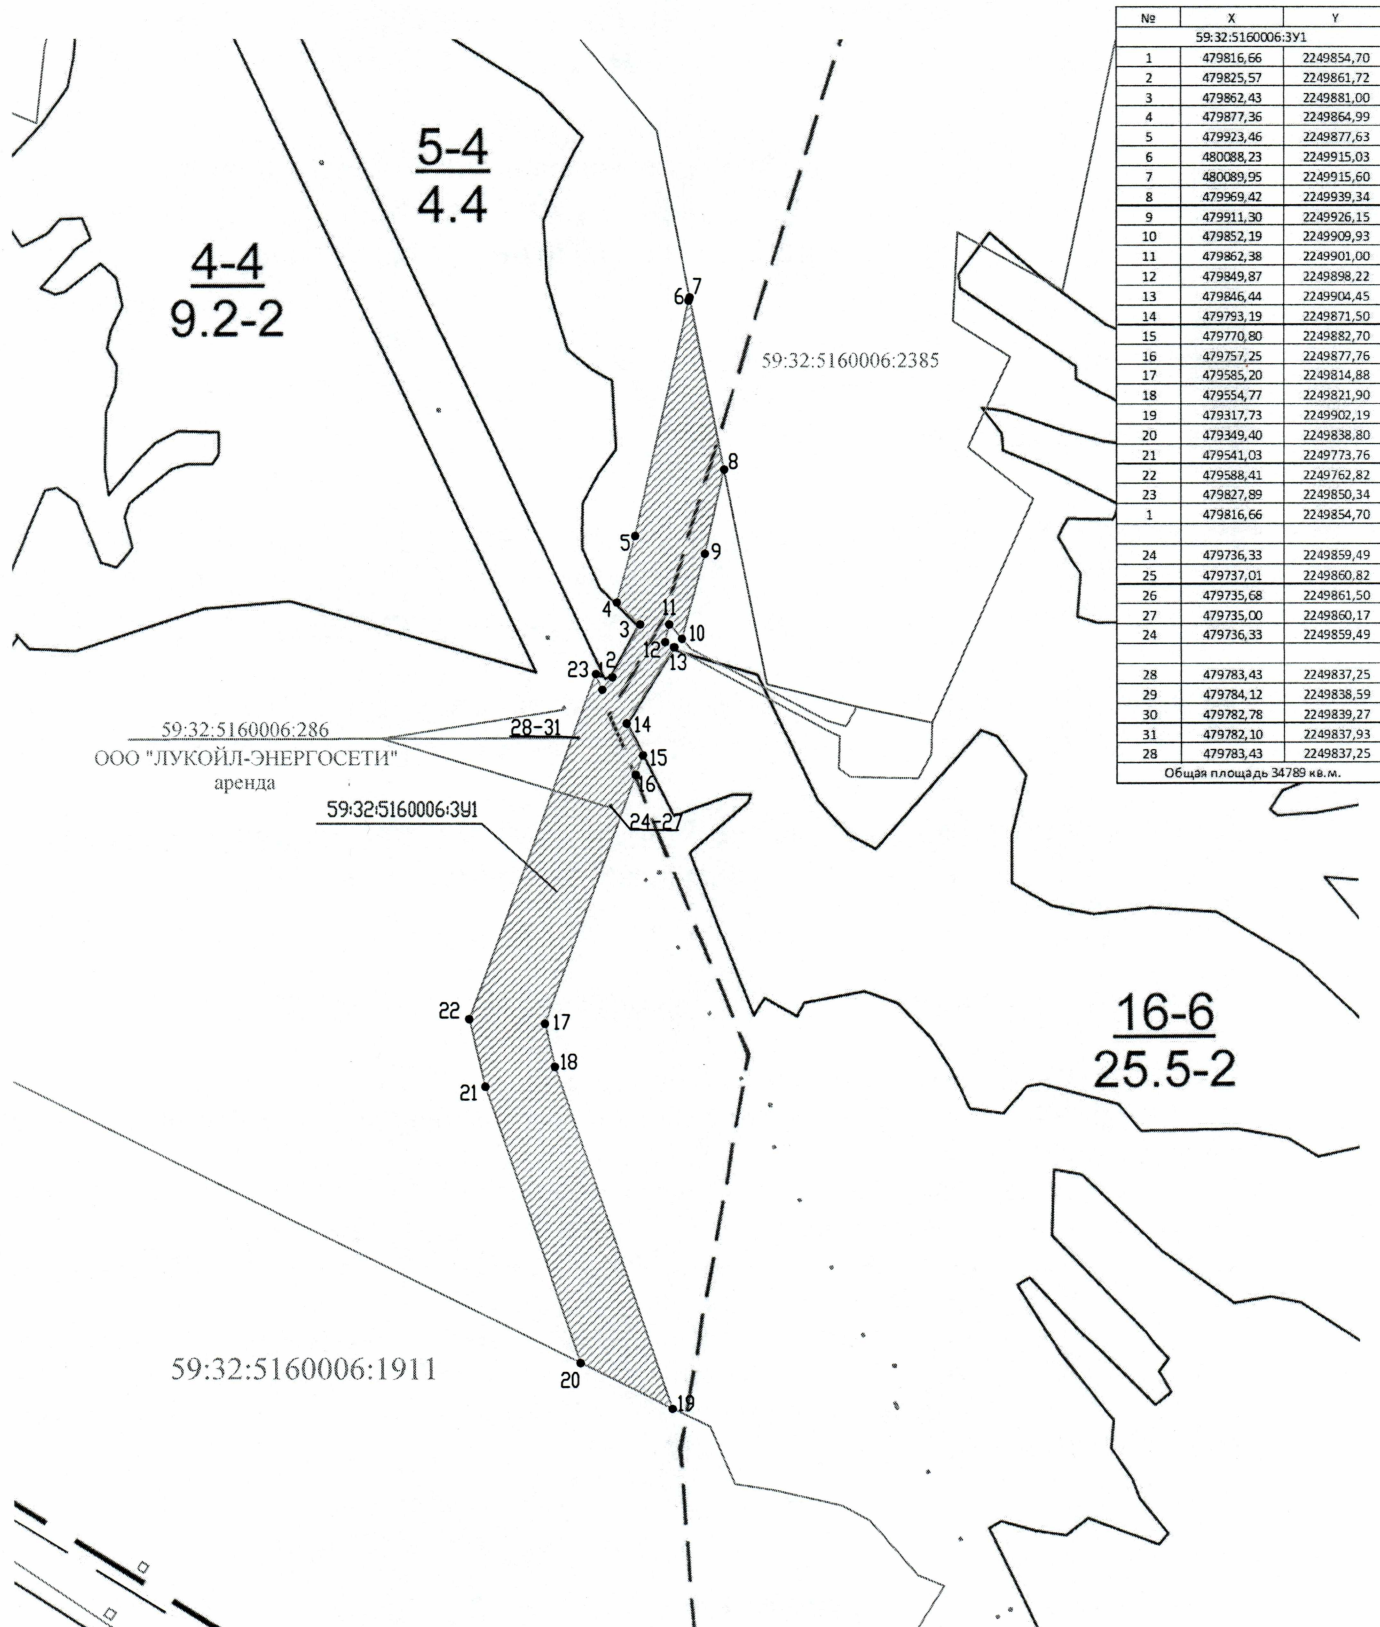 № X Y
59:32:5160006:ЗУ1
1 479816,66 2249854,70
2 479825,57 2249861,72
3 479862,43 2249881,00
4 479877,36 2249864,99
5 479923,46 2249877,63
6 480088,23 2249915,03
7 480089,95 2249915,60
8 479969,42 2249939,34
9 479911,30 2249926,15
10 479852,19 2249909,93
11 479862,38 2249901,00
12 479849,87 2249898,22
13 479846,44 2249904,45
14 479793,19 2249871,50
15 479770,80 2249882,70
16 479757,25 2249877,76
17 479585,20 2249814,88
18 479554,77 2249821,90
19 479317,73 2249902,19
20 479349,40 2249838,80
21 479541,03 2249773,76
22 479588,41 2249762,82
23 479827,89 2249850,34
1 479816,66 2249854,70
24 479736,33 2249859,49
25 479737,01 2249860,82
26 479735,68 2249861,50
27 479735,00 2249860,17
24 479736,33 2249859,49
28 479783,43 2249837,25
29 479784,12 2249838,59
30 479782,78 2249839,27
31 479782,10 2249837,93
28 479783,43 2249837,25
Общая площадь 34789 кв.м.
5-4
4.4
4-4
9.2-2
6 7
59:32:5160006:2385
8
5
9
4
11
3
10
12
13
23 1 2
14
59:32:5160006:286
28-31
ООО "ЛУКОЙЛ-ЭНЕРГОСЕТИ"
аренда
15
16
59:32:5160006:ЗУ1
24-27
22
17
16-6
25.5-2
18
21
59:32:5160006:1911
20
19